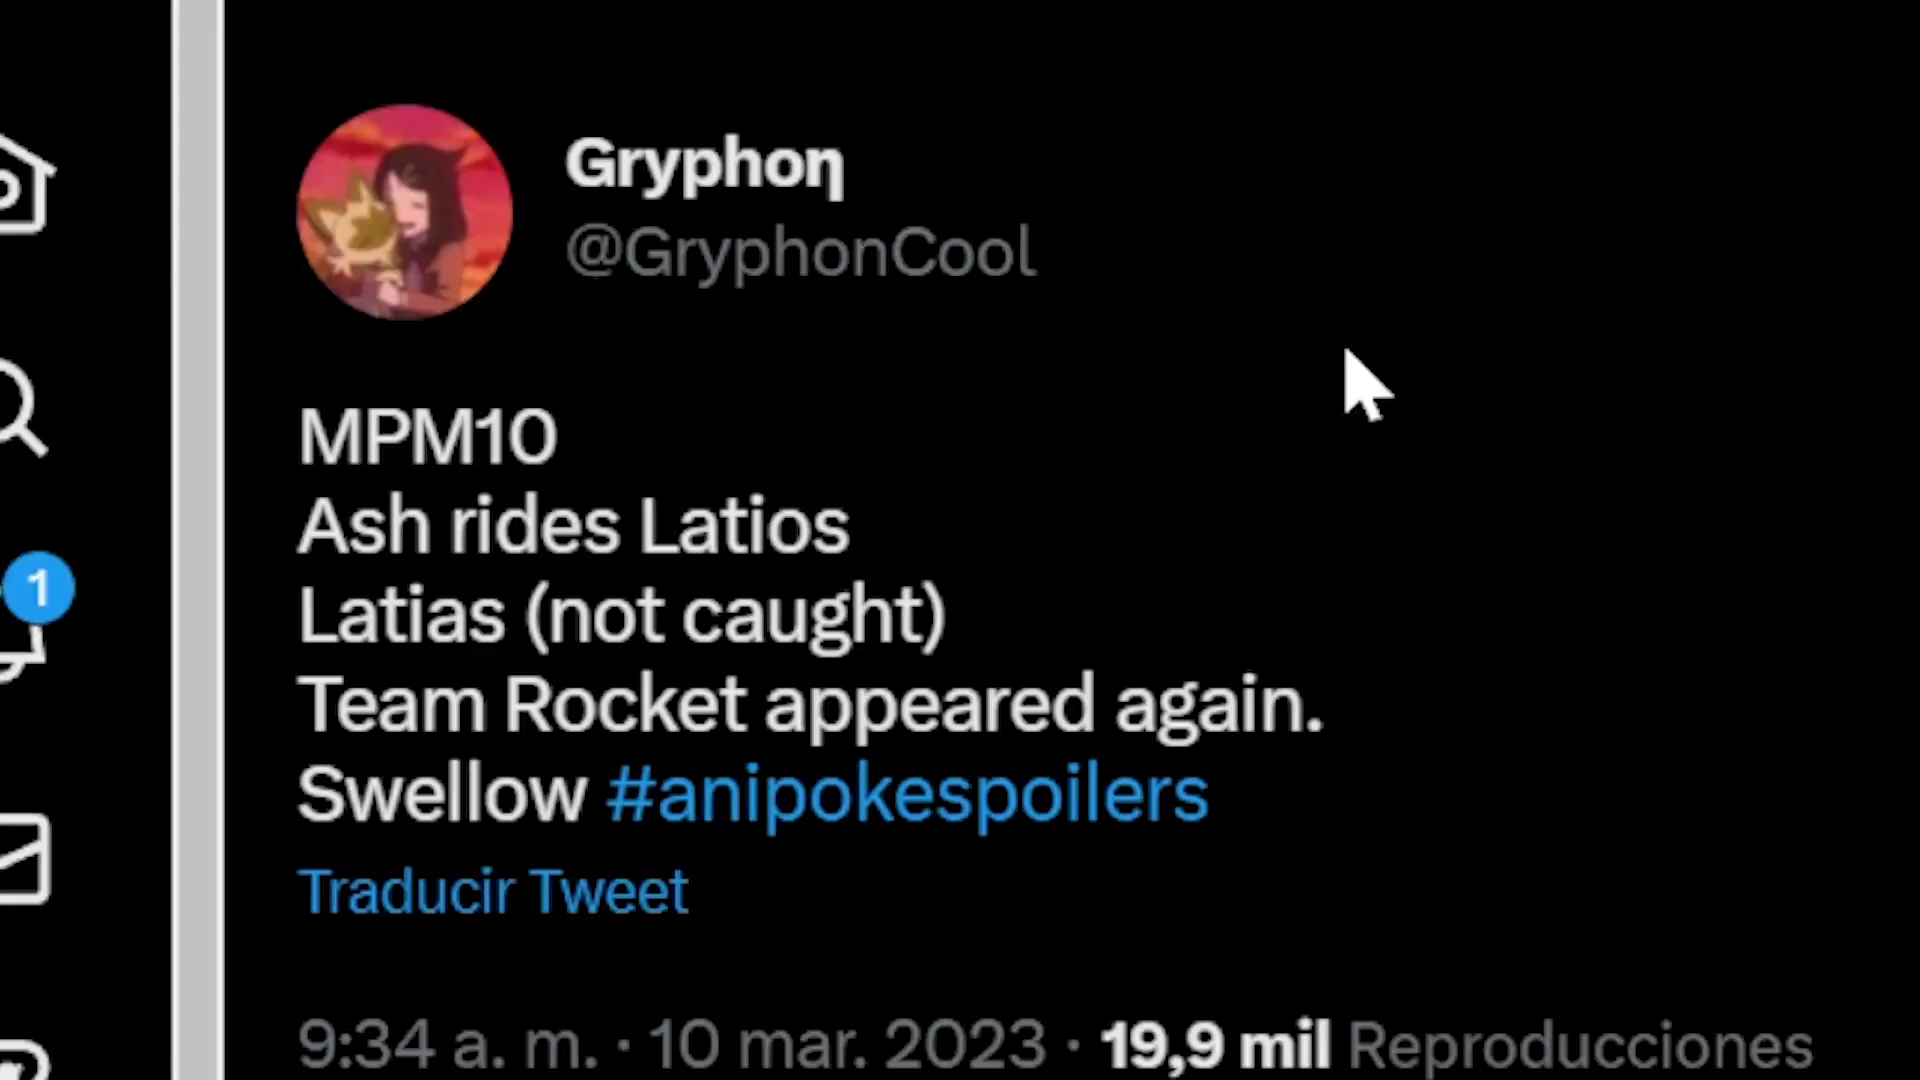 Gryphoη
@GryphonCool
MPM10
Ash rides Latios
Latias (not caught)
Team Rocket appeared again.
Swellow #anipokespoilers
Traducir Tweet
9:34 a. m. · 10 mar. 2023 · 19,9 mil Reproducciones
1